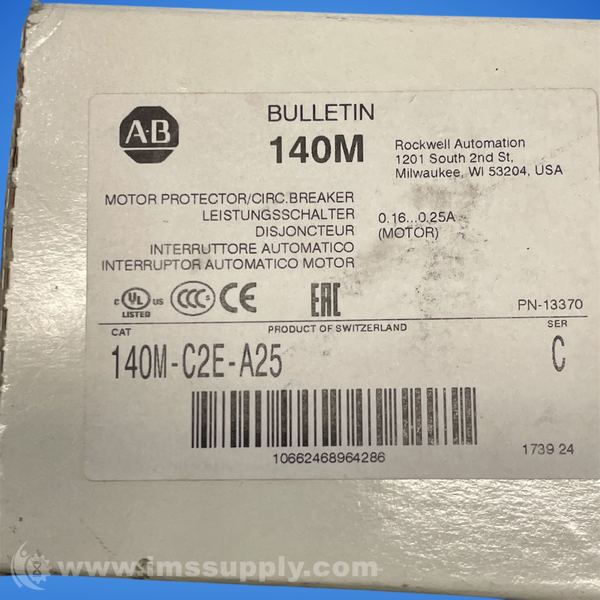 A-B
BULLETIN
140M
Rockwell Automation
1201 South 2nd St,
Milwaukee, WI 53204, USA
MOTOR PROTECTOR/CIRC.BREAKER
LEISTUNGSSCHALTER
DISJONCTEUR
INTERRUTTORE AUTOMATICO
INTERRUPTOR AUTOMATICO MOTOR
0.16...0.25A
(MOTOR)
C UL US
LISTED
CCC S
CE
EAC
PN-13370
CAT
PRODUCT OF SWITZERLAND
SER
140M-C2E-A25
C
10662468964286
1739 24
www.imssupply.com